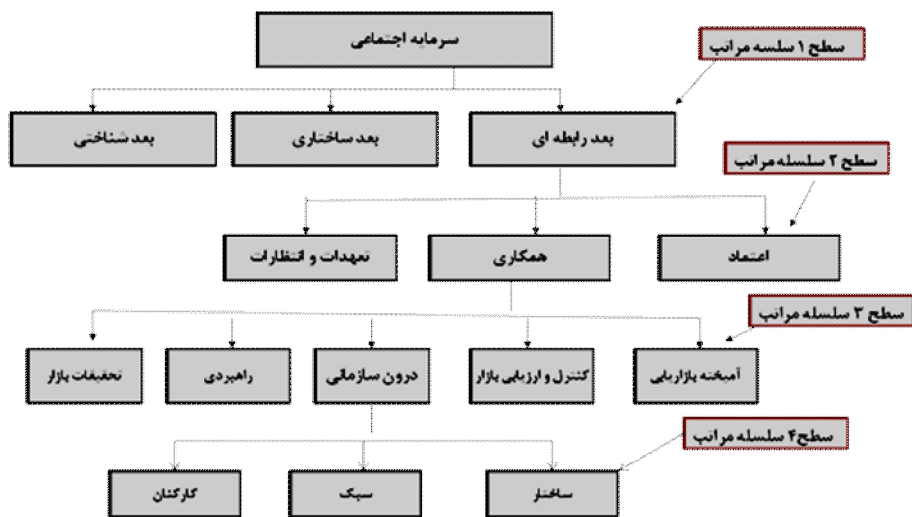 سرمایه اجتماعی
سطح ۱ سلسه مراتب
بعد رابطه ای
بعد ساختاری
بعد شناختی
سطح ۲ سلسله مراتب
اعتماد
همکاری
تعهدات و انتظارات
سطح ۳ سلسله مراتب
آمیخته بازاریابی
کنترل و ارزیابی بازار
درون سازمانی
راهبردی
تحقیقات بازار
سطح۴ سلسله مراتب
ساختار
سبک
کارکنان